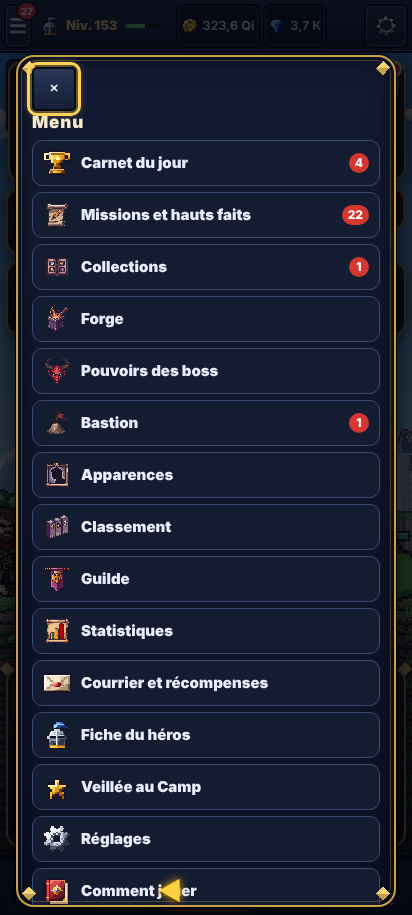 27
Niv. 153
323,6 Qi
3,7 K
×
Menu
Carnet du jour
4
Missions et hauts faits
22
Collections
1
Forge
Pouvoirs des boss
Bastion
1
Apparences
Classement
Guilde
Statistiques
Courrier et récompenses
Fiche du héros
Veillée au Camp
Réglages
Comment jouer